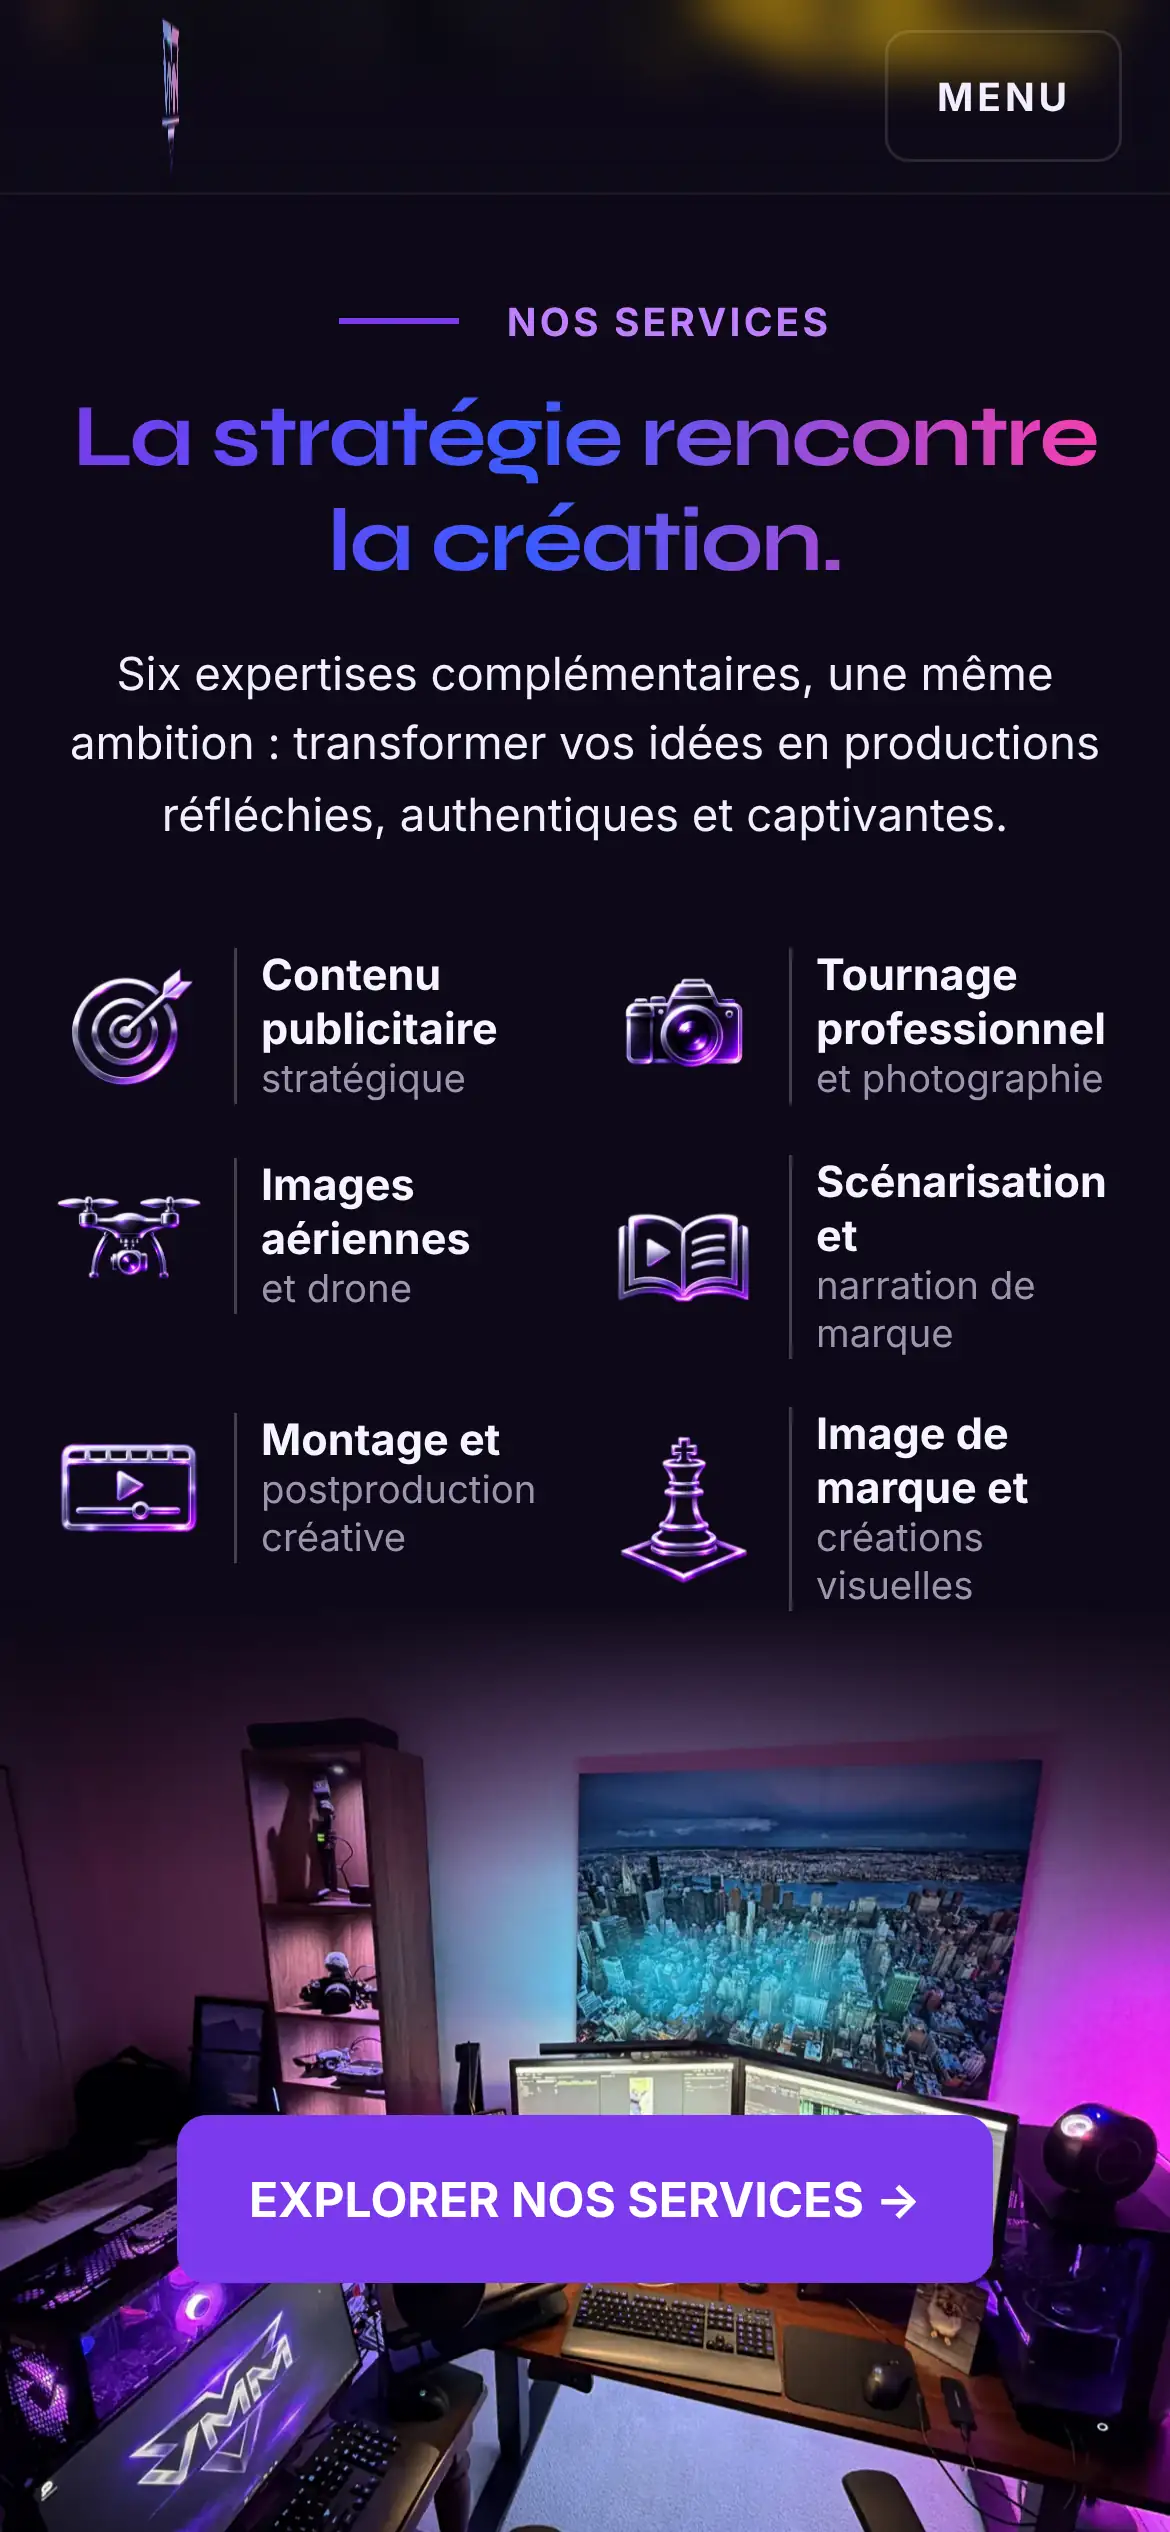 MENU
NOS SERVICES
La stratégie rencontre
la création.
Six expertises complémentaires, une même
ambition : transformer vos idées en productions
réfléchies, authentiques et captivantes.
Contenu
publicitaire
stratégique
Tournage
professionnel
et photographie
Images
aériennes
et drone
Scénarisation
et
narration de
marque
Montage et
postproduction
créative
Image de
marque et
créations
visuelles
EXPLORER NOS SERVICES →